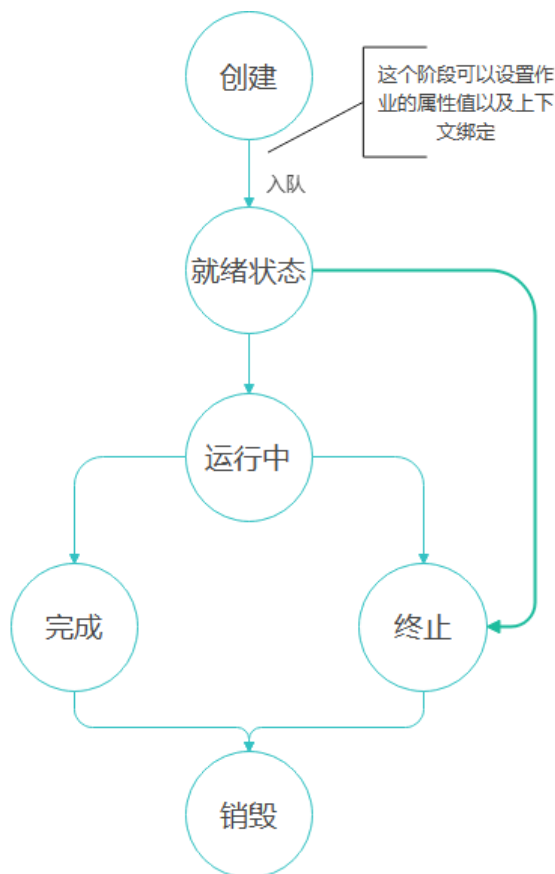 创建
这个阶段可以设置作
业的属性值以及上下
文绑定
入队
就绪状态
运行中
完成
终止
销毁